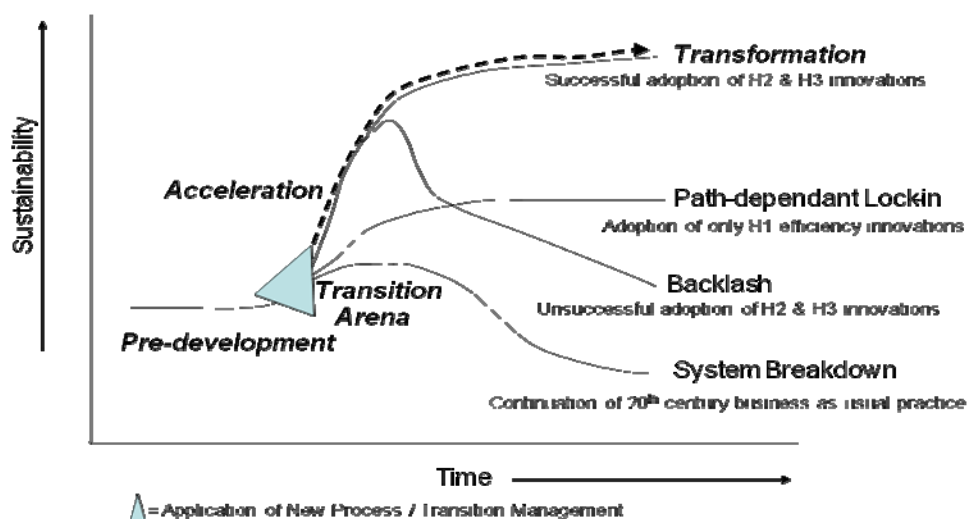 Transformation
Successful adoption of H2 & H3 innovations
Sustainability
Acceleration
Path-dependant Lockin
Adoption of only H1 efficiency innovations
Backlash
Unsuccessful adoption of H2 & H3 innovations
Transition
Arena
Pre-development
System Breakdown
Continuation of 20th century business as usual practice
Time
= Application of New Process / Transition Management